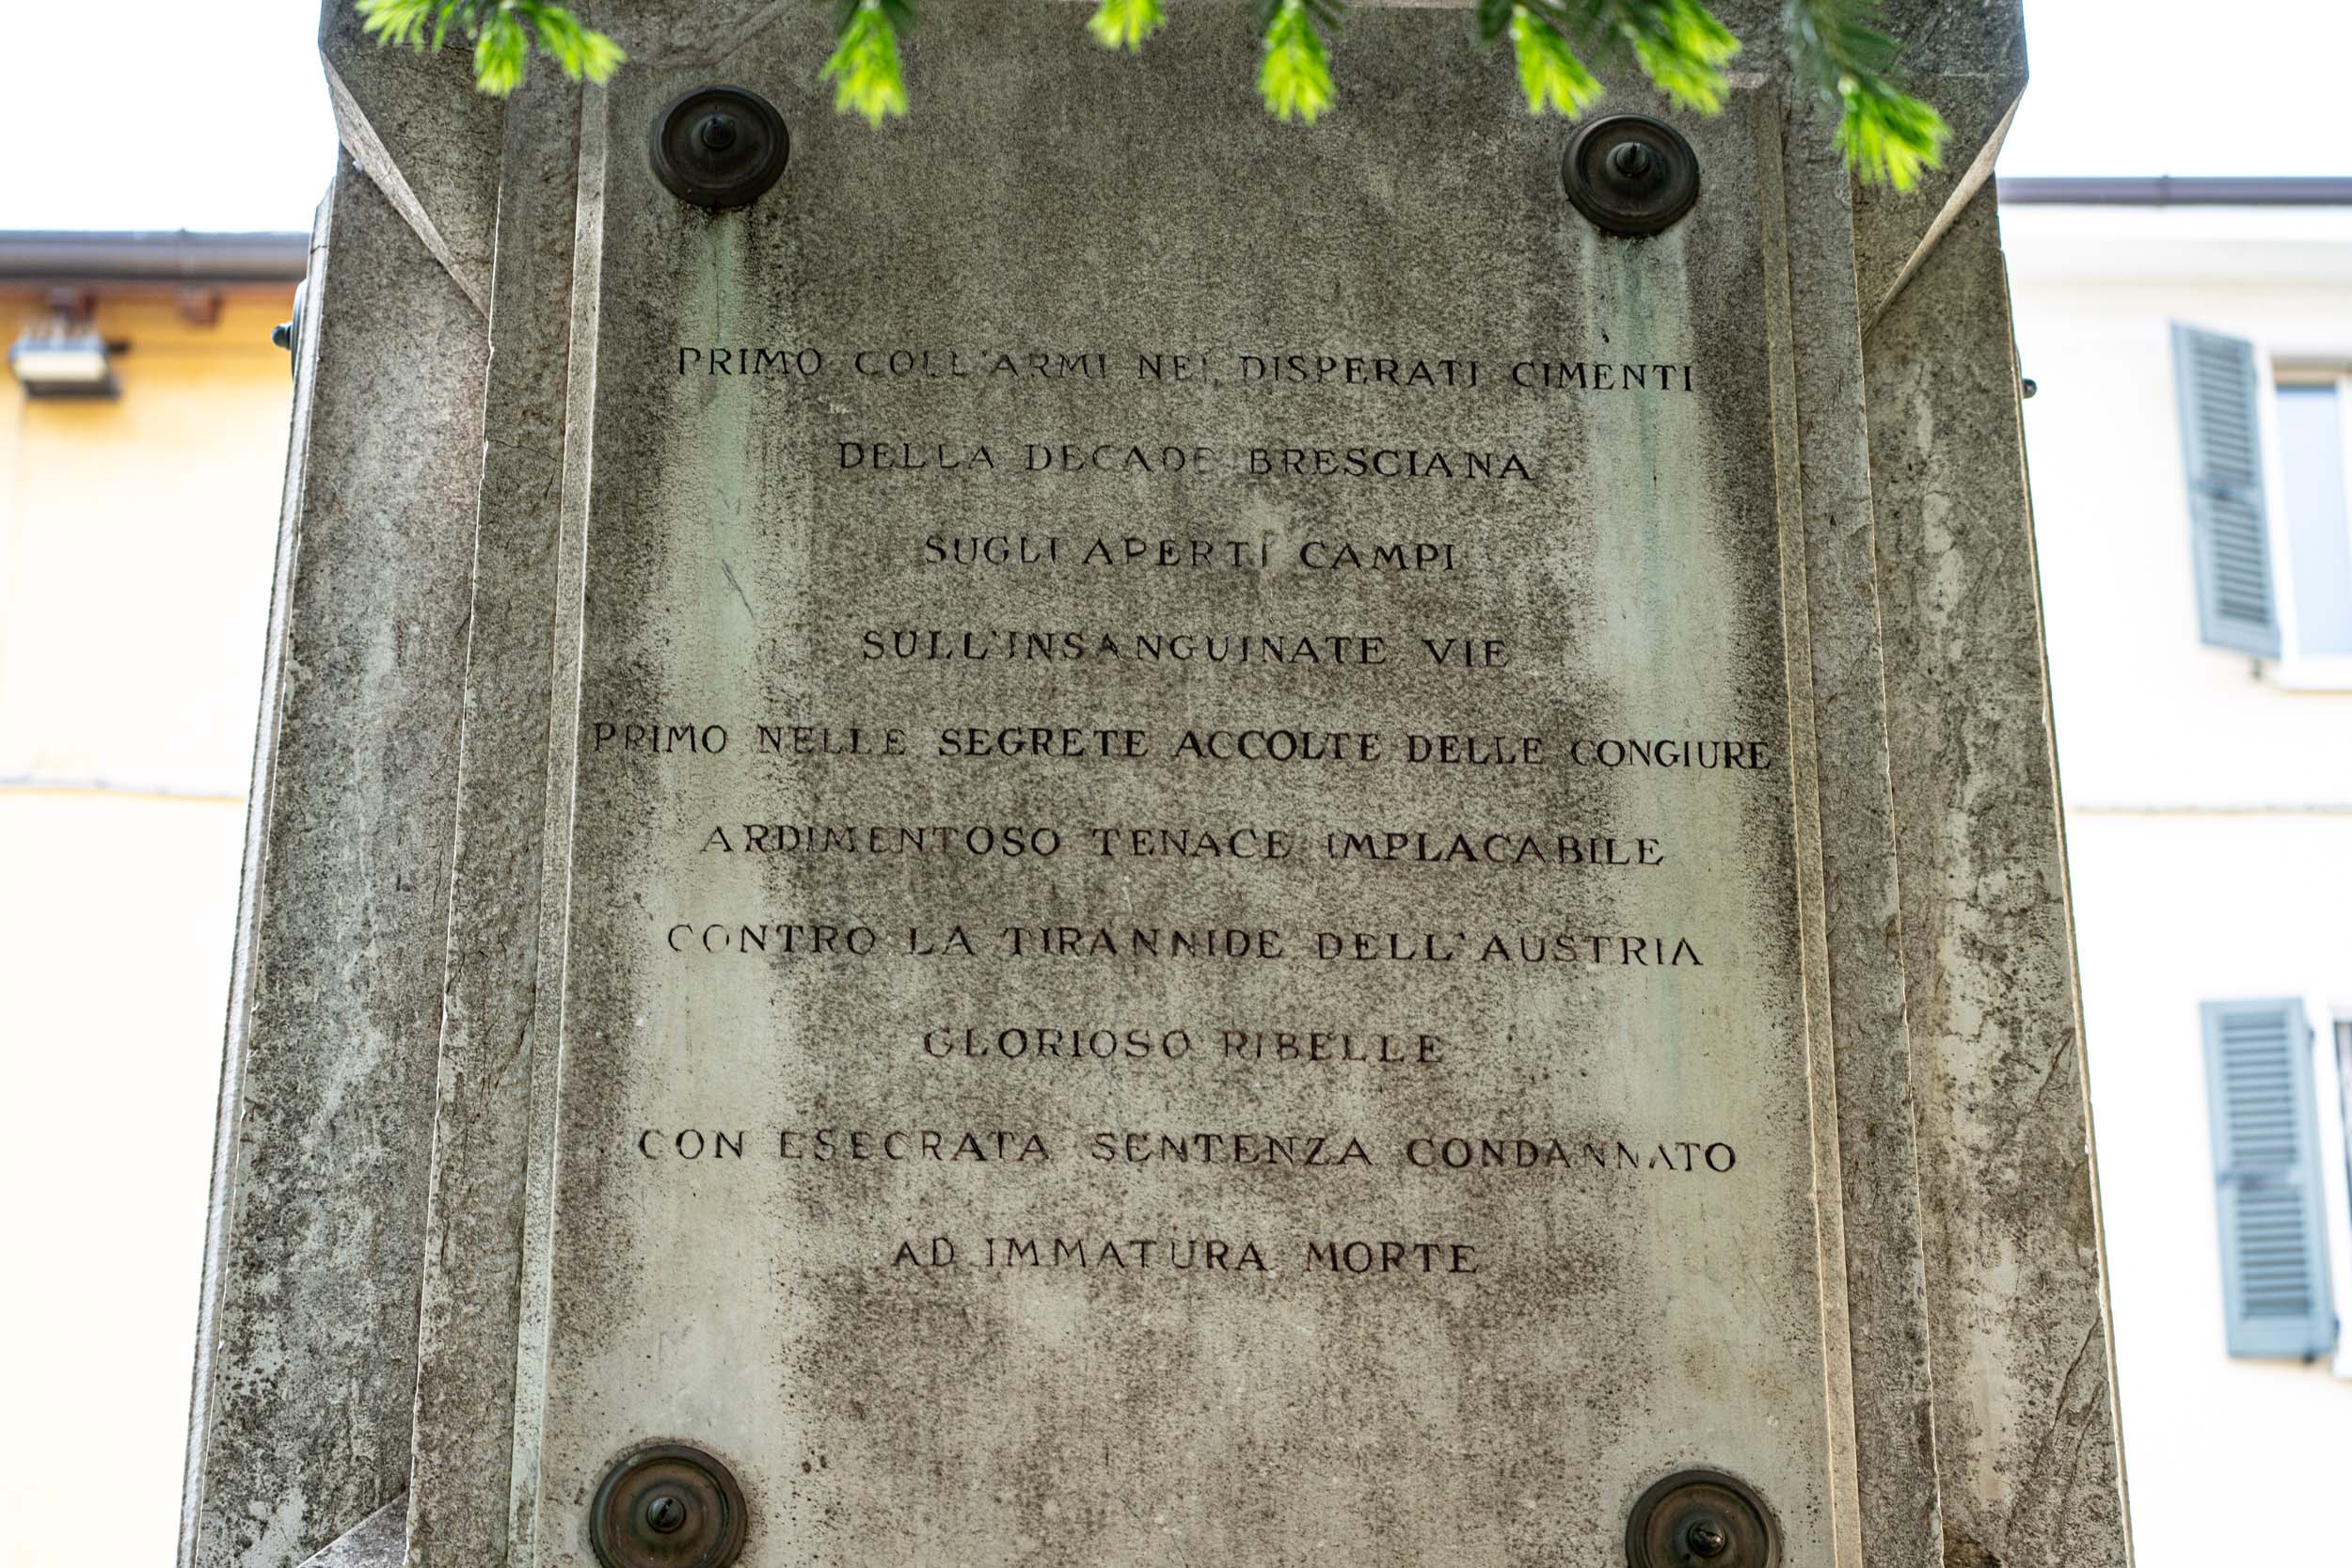 PRIMO COLL'ARMI NEI DISPERATI CIMENTI
DELLA DECADE BRESCIANA
SUGLI APERTI CAMPI
SULL'INSANGUINATE VIE
PRIMO NELLE SEGRETE ACCOLTE DELLE CONGIURE
ARDIMENTOSO TENACE IMPLACABILE
CONTRO LA TIRANNIDE DELL'AUSTRIA
GLORIOSO RIBELLE
CON ESECRATA SENTENZA CONDANNATO
AD IMMATURA MORTE